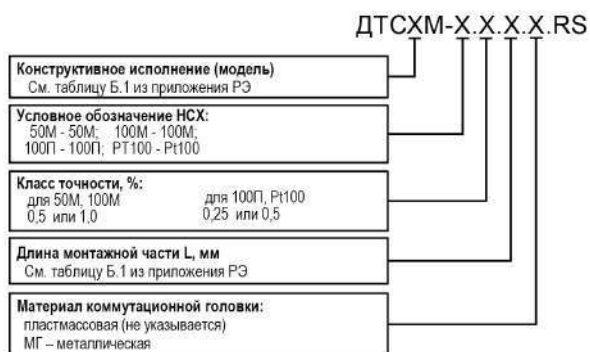 ДТСХМ-Х.Х.Х.Х.RS
Конструктивное исполнение (модель)
См. таблицу Б.1 из приложения РЭ
Условное обозначение НСХ:
50М - 50М; 100М - 100М;
100П - 100П; РТ100 - Pt100
Класс точности, %:
для 50М, 100М для 100П, Pt100
0,5 или 1,0 0,25 или 0,5
Длина монтажной части L, мм
См. таблицу Б.1 из приложения РЭ
Материал коммутационной головки:
пластмассовая (не указывается)
МГ – металлическая